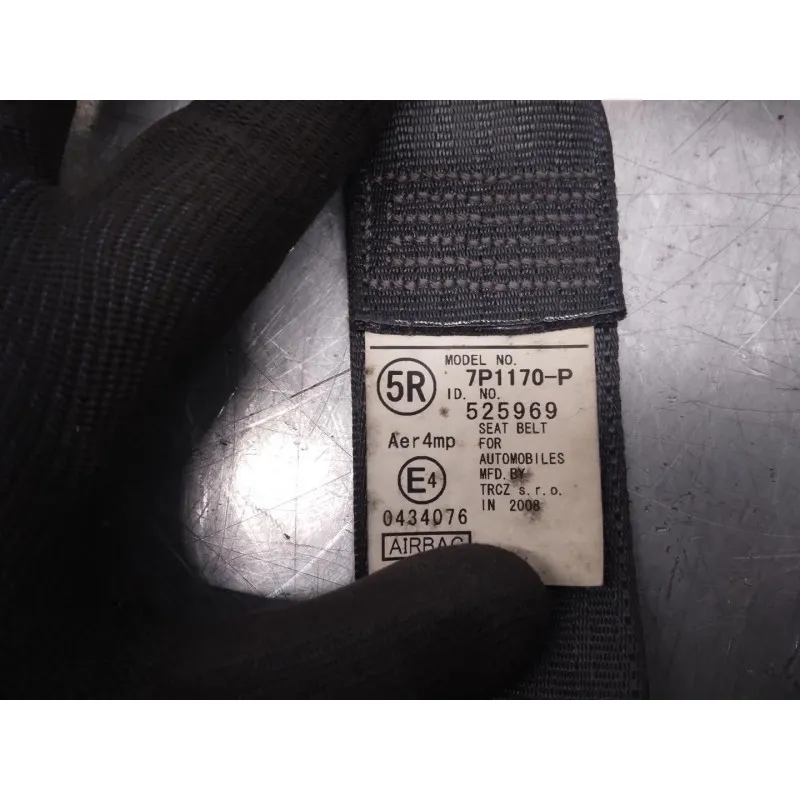 5R
MODEL NO.
7P1170-P
ID. NO.
525969
Aer4mp
SEAT BELT
FOR
AUTOMOBILES
MFD. BY
TRCZ s.r.o.
IN 2008
E4
0434076
AIRBAG